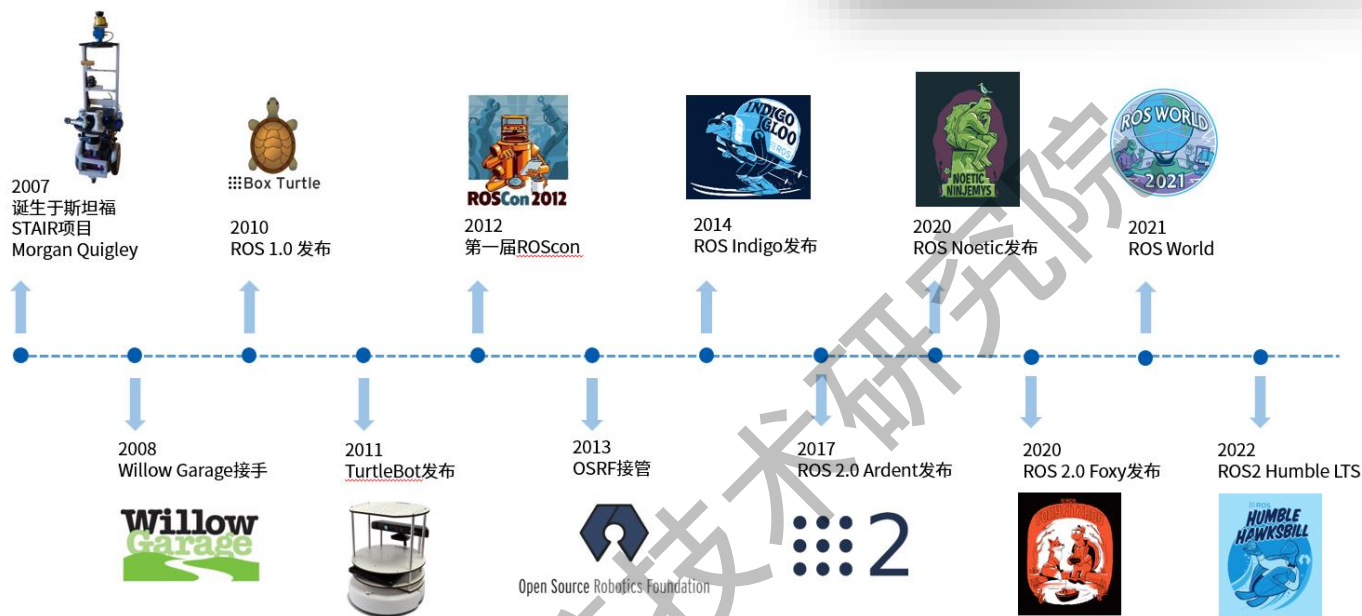 2007
诞生于斯坦福
STAIR项目
Morgan Quigley
Box Turtle
2010
ROS 1.0 发布
ROSCon 2012
2012
第一届ROScon
INDIGO
IGLOO
ROS
2014
ROS Indigo发布
NOETIC
NINJEMYS
2020
ROS Noetic发布
ROS WORLD
2021
2021
ROS World
2008
Willow Garage接手
Willow
Garage
2011
TurtleBot发布
2013
OSRF接管
Open Source Robotics Foundation
2017
ROS 2.0 Ardent发布
2
2020
ROS 2.0 Foxy发布
2022
ROS2 Humble LTS
ROS
HUMBLE
HAWKSBILL
技术研究院